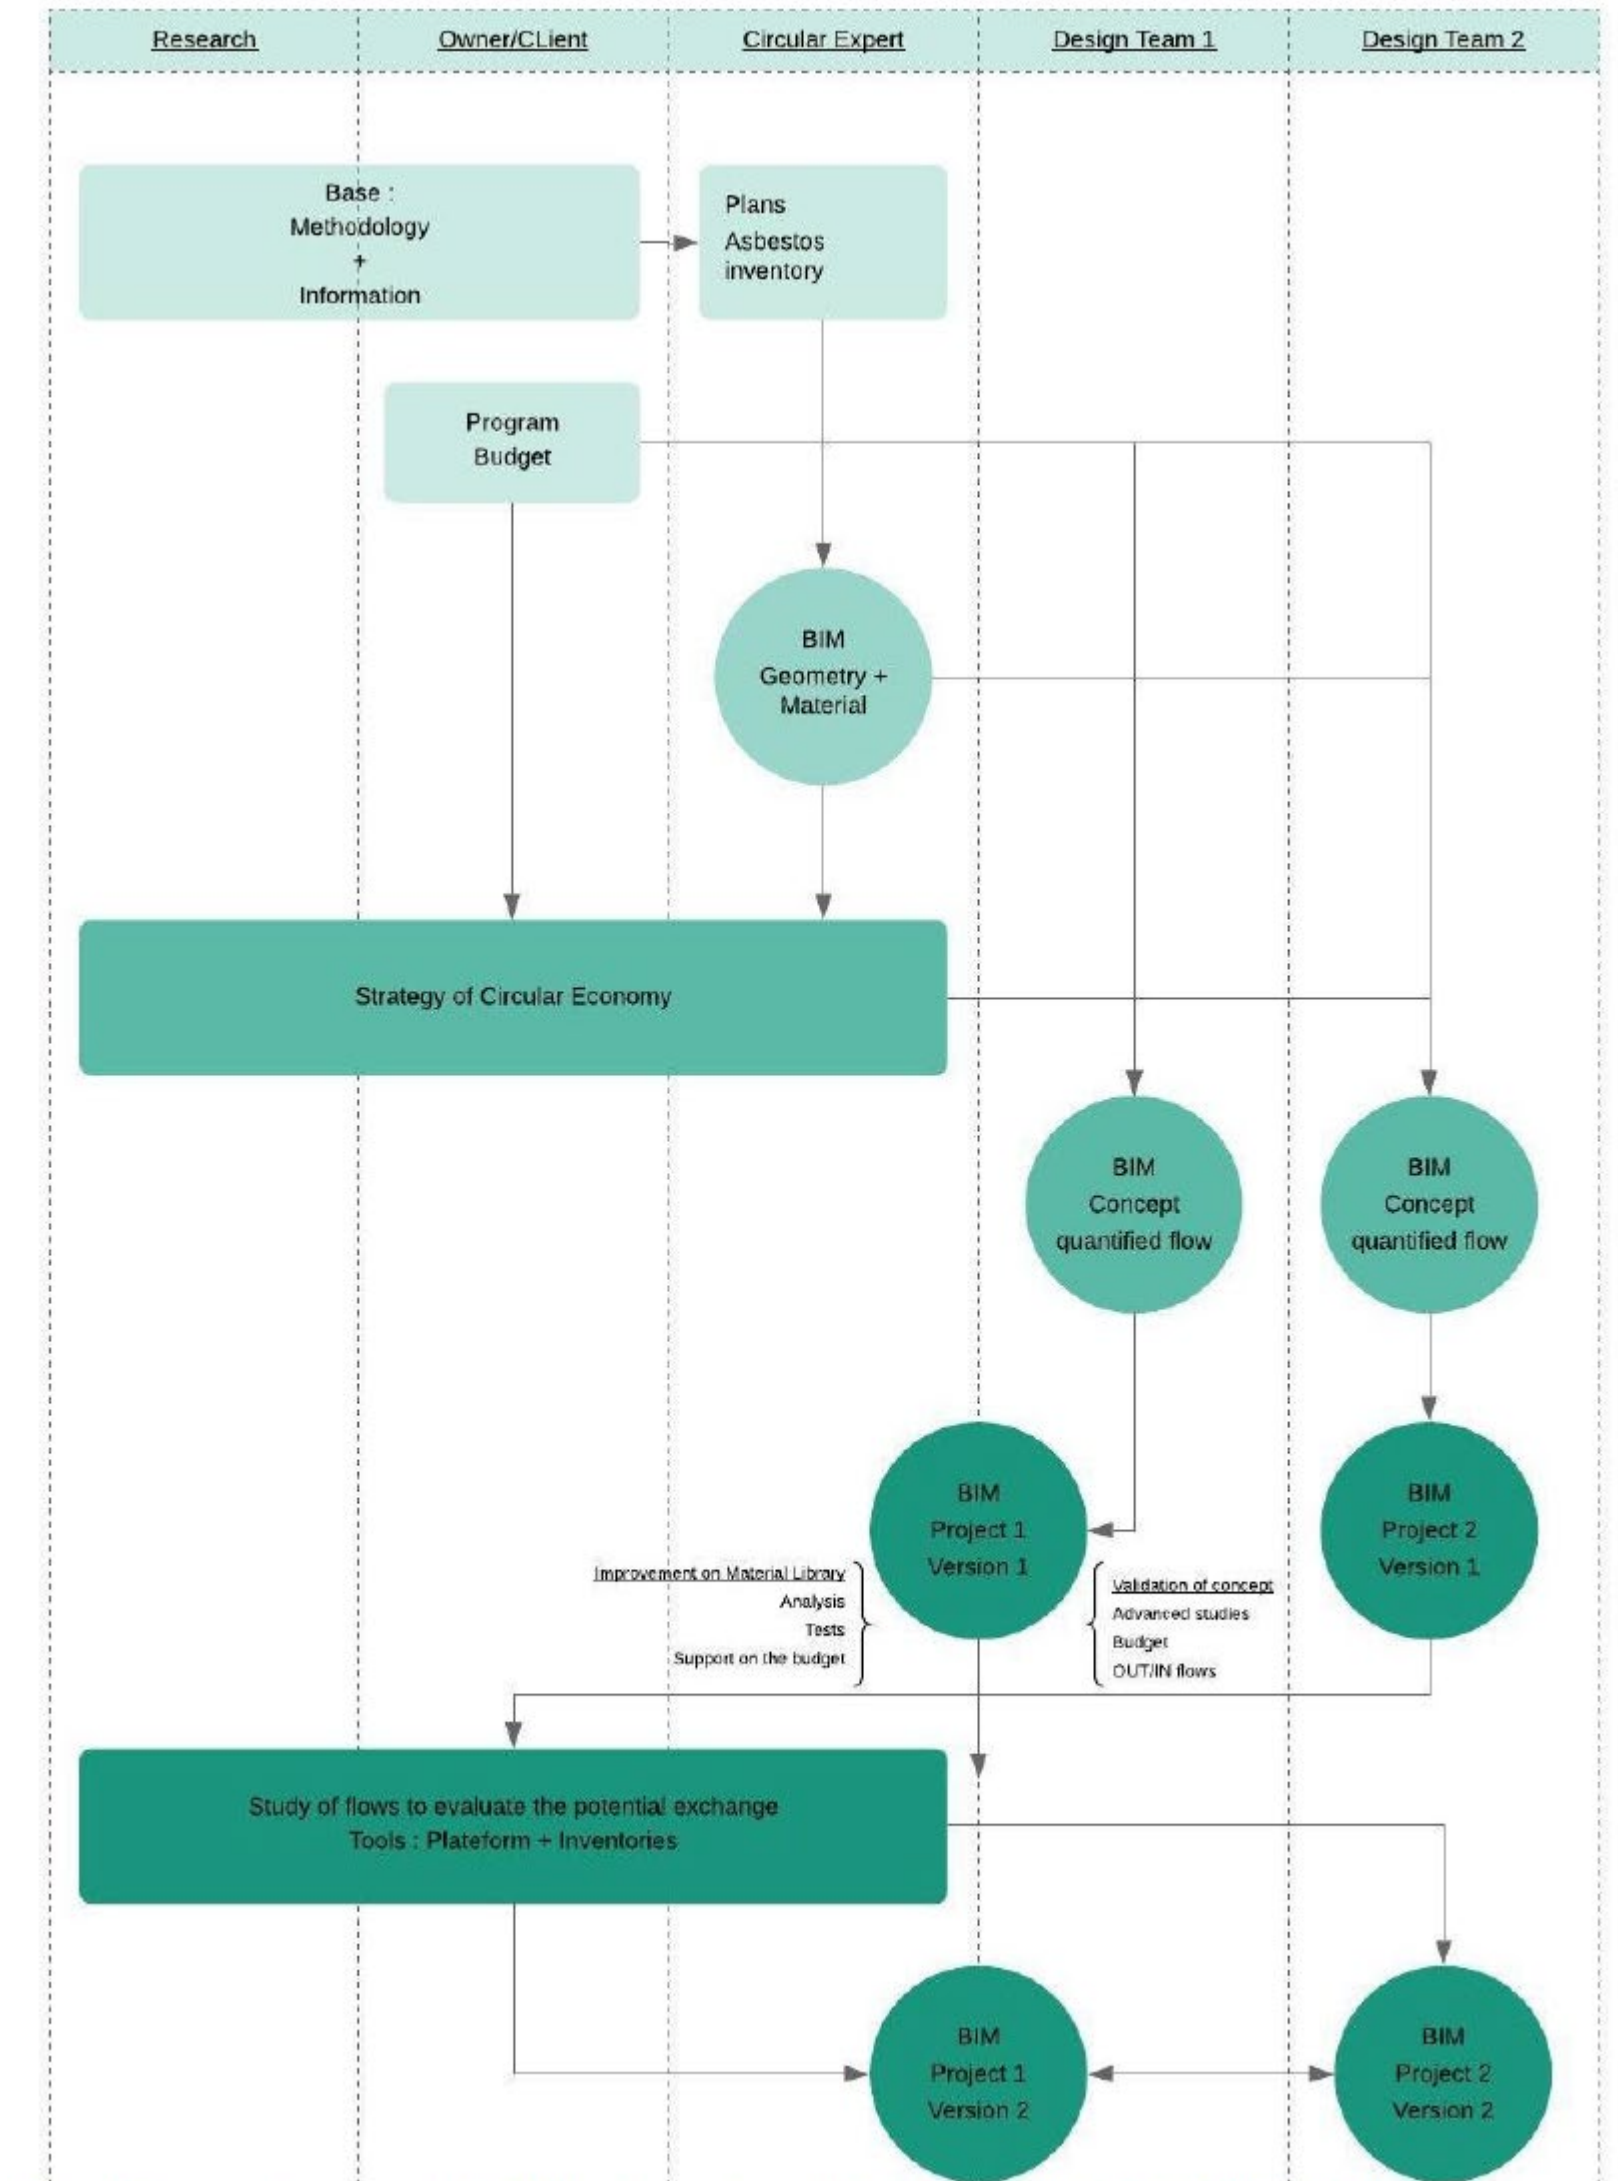 Research
Owner/CLient
Circular Expert
Design Team 1
Design Team 2
Base :
Methodology
+
Information
Plans
Asbestos
inventory
Program
Budget
BIM
Geometry +
Material
Strategy of Circular Economy
BIM
Concept
quantified flow
BIM
Concept
quantified flow
BIM
Project 1
Version 1
BIM
Project 2
Version 1
Improvement on Material Library
Analysis
Tests
Support on the budget
Validation of concept
Advanced studies
Budget
OUT/IN flows
Study of flows to evaluate the potential exchange
Tools : Plateform + Inventories
BIM
Project 1
Version 2
BIM
Project 2
Version 2